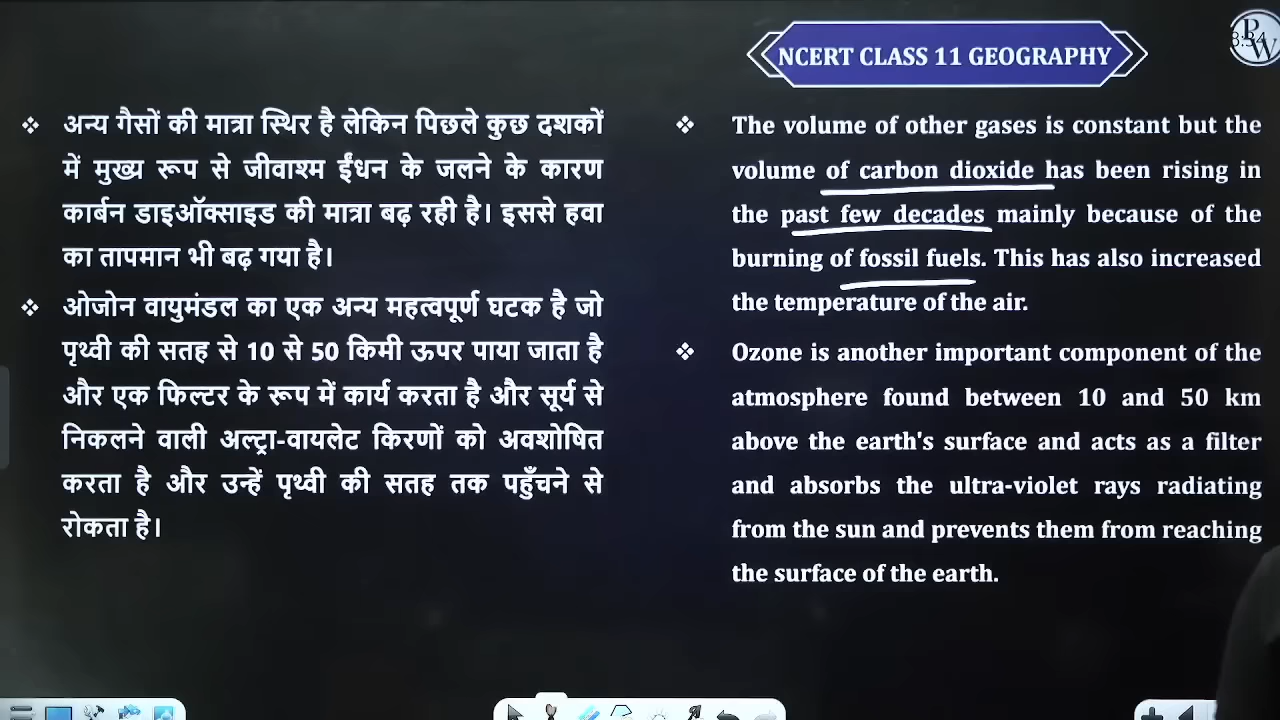 NCERT CLASS 11 GEOGRAPHY
❖ अन्य गैसों की मात्रा स्थिर है लेकिन पिछले कुछ दशकों
में मुख्य रूप से जीवाश्म ईंधन के जलने के कारण
कार्बन डाइऑक्साइड की मात्रा बढ़ रही है। इससे हवा
का तापमान भी बढ़ गया है।
❖ ओजोन वायुमंडल का एक अन्य महत्वपूर्ण घटक है जो
पृथ्वी की सतह से 10 से 50 किमी ऊपर पाया जाता है
और एक फिल्टर के रूप में कार्य करता है और सूर्य से
निकलने वाली अल्ट्रा-वायलेट किरणों को अवशोषित
करता है और उन्हें पृथ्वी की सतह तक पहुँचने से
रोकता है।
❖ The volume of other gases is constant but the
volume of carbon dioxide has been rising in
the past few decades mainly because of the
burning of fossil fuels. This has also increased
the temperature of the air.
❖ Ozone is another important component of the
atmosphere found between 10 and 50 km
above the earth's surface and acts as a filter
and absorbs the ultra-violet rays radiating
from the sun and prevents them from reaching
the surface of the earth.
PW